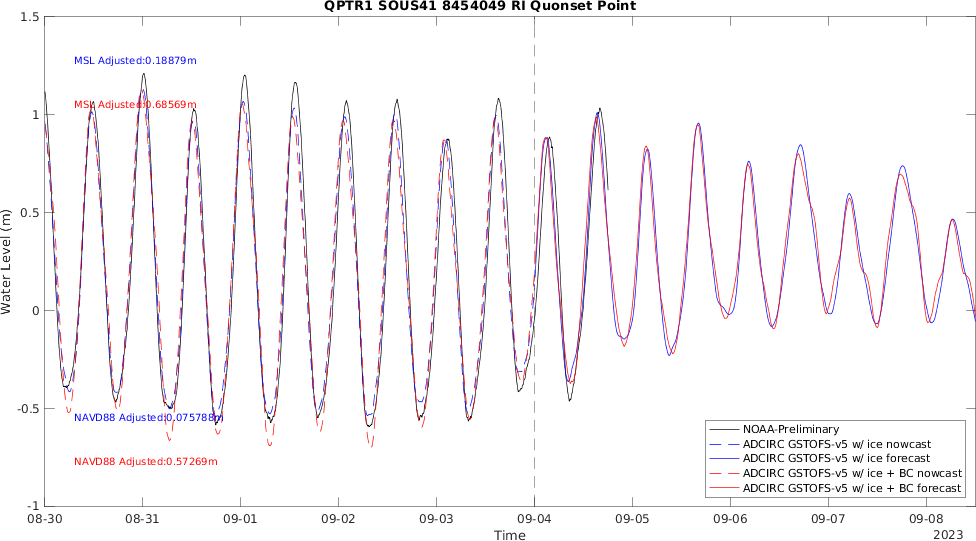 QPTR1 SOUS41 8454049 RI Quonset Point
1.5
MSL Adjusted:0.18879m
MSL Adjusted:0.68569m
1
0.5
Water Level (m)
0
-0.5
NAVD88 Adjusted:0.075788m
NAVD88 Adjusted:0.57269m
-1
NOAA-Preliminary
ADCIRC GSTOFS-v5 w/ ice nowcast
ADCIRC GSTOFS-v5 w/ ice forecast
ADCIRC GSTOFS-v5 w/ ice + BC nowcast
ADCIRC GSTOFS-v5 w/ ice + BC forecast
08-30 08-31 09-01 09-02 09-03 09-04 09-05 09-06 09-07 09-08
Time
2023